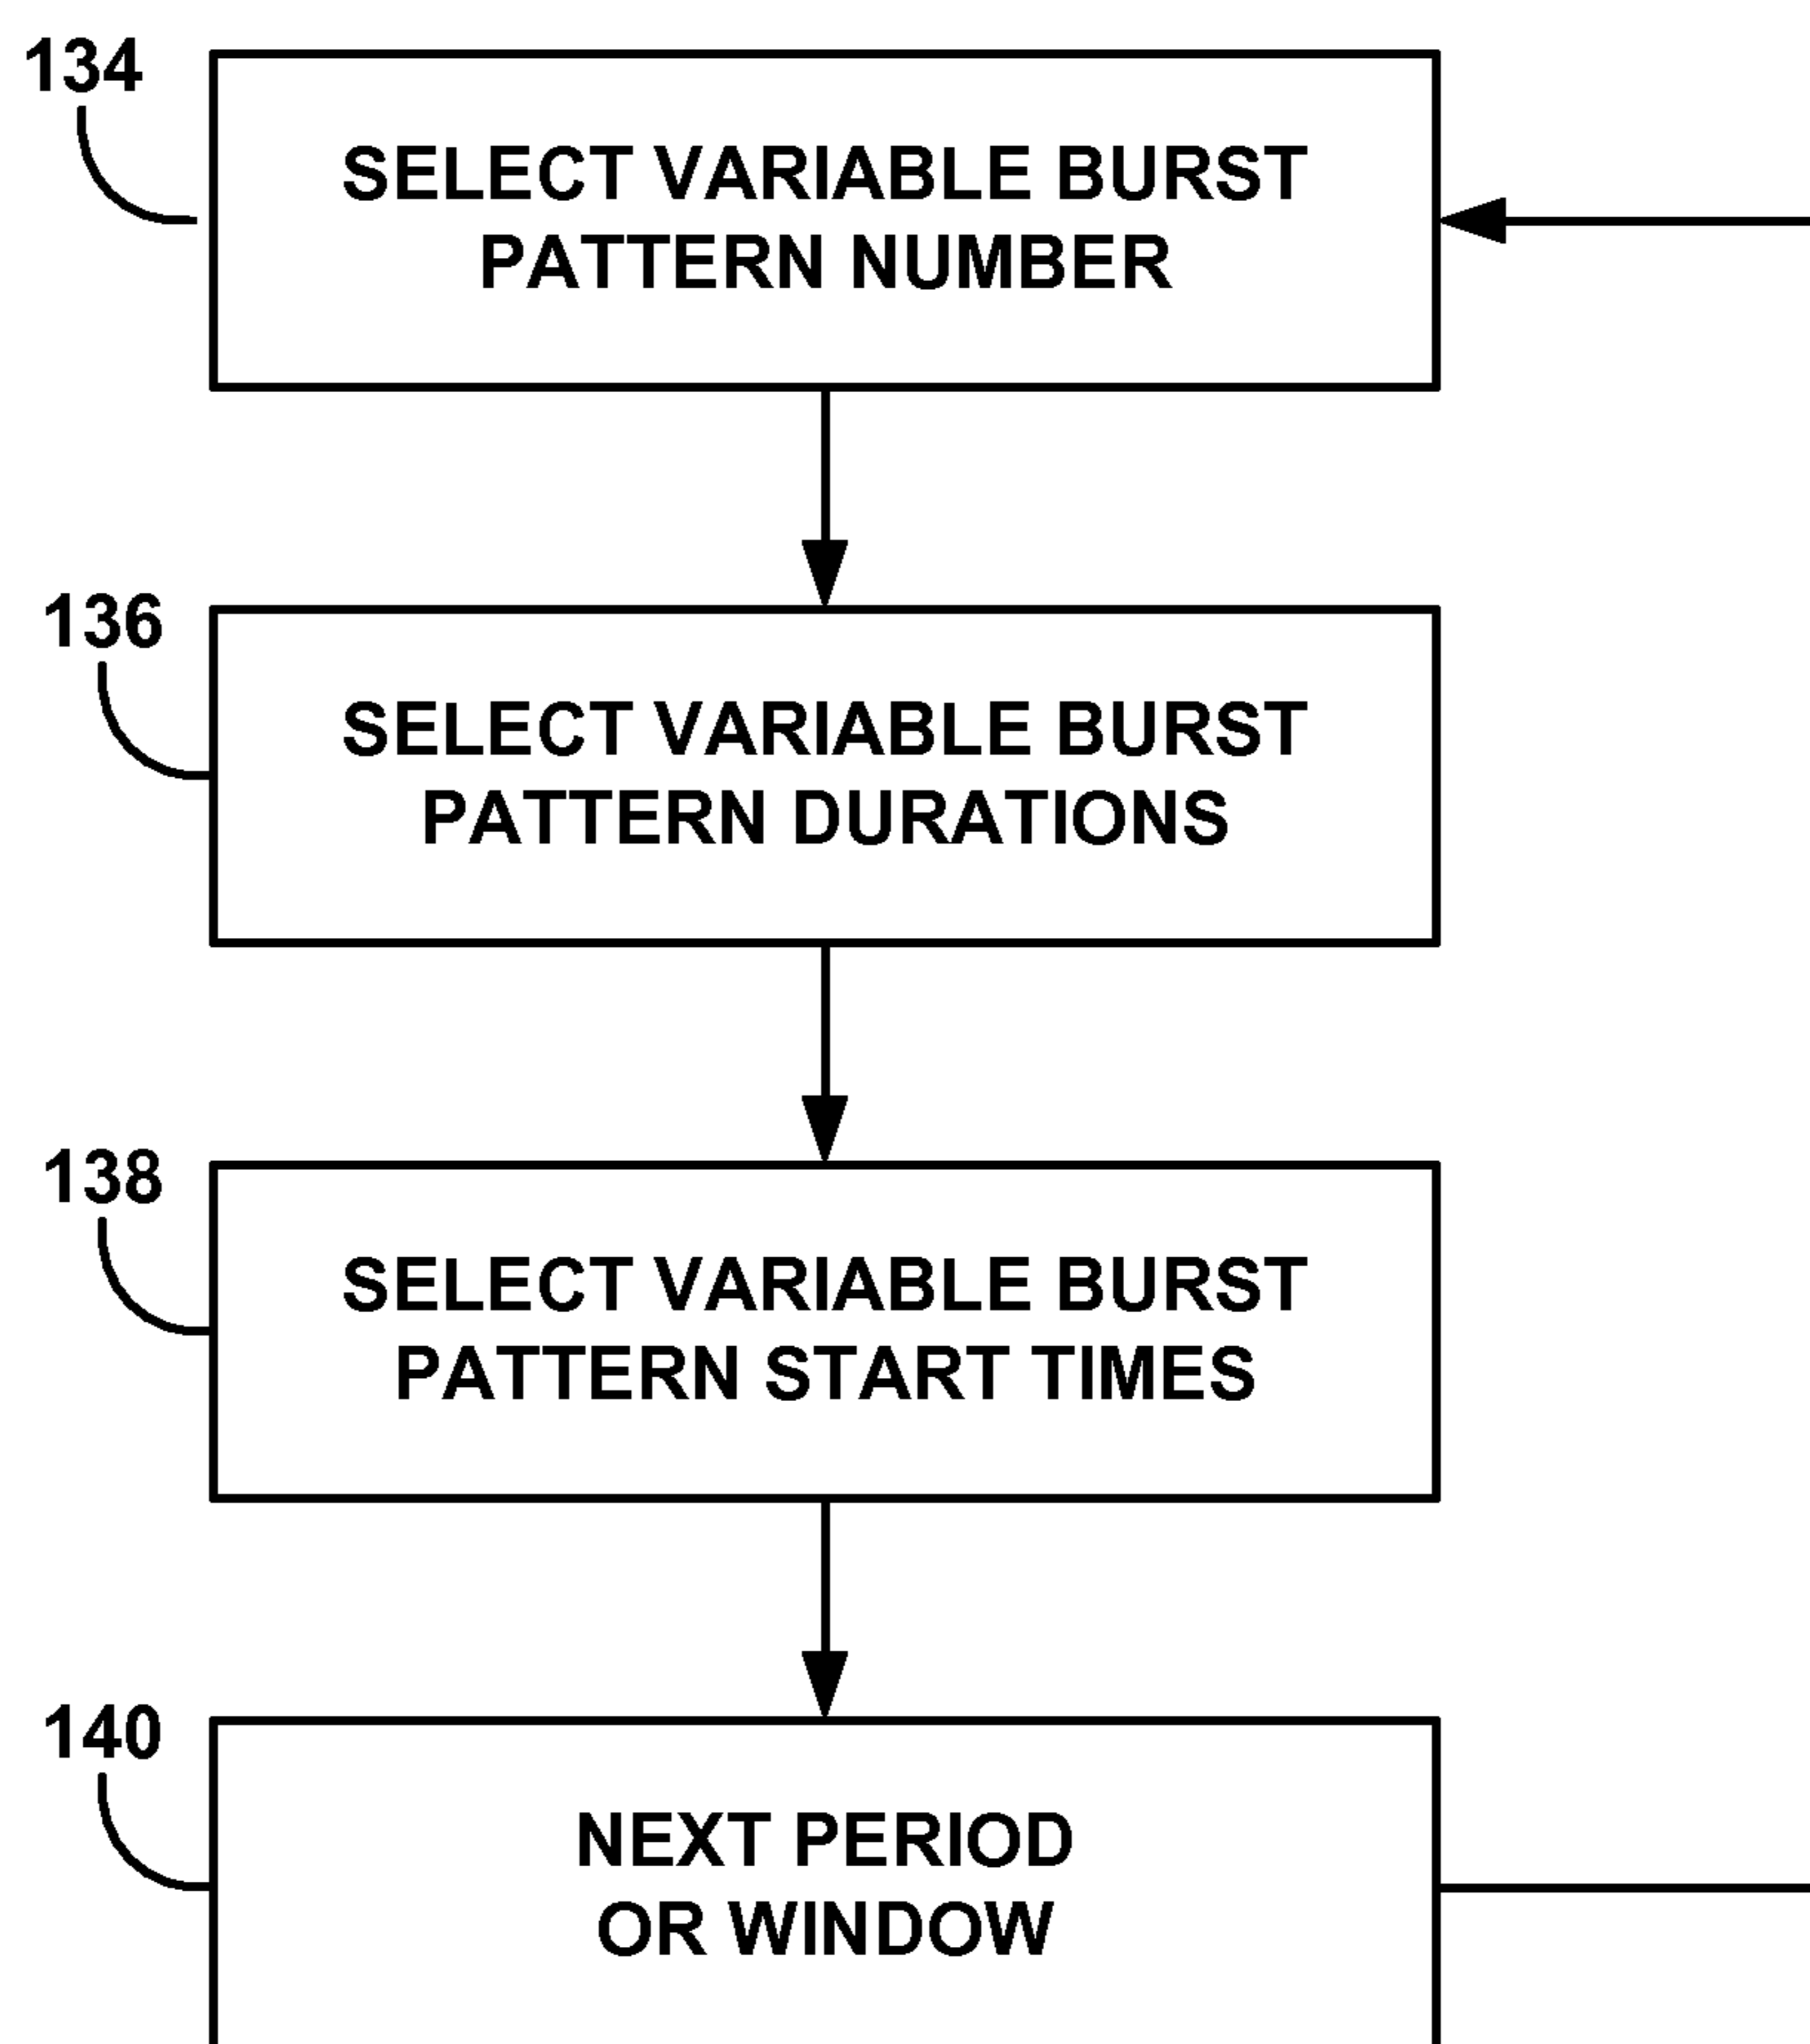 134
SELECT VARIABLE BURST
PATTERN NUMBER
136
SELECT VARIABLE BURST
PATTERN DURATIONS
138
SELECT VARIABLE BURST
PATTERN START TIMES
140
NEXT PERIOD
OR WINDOW